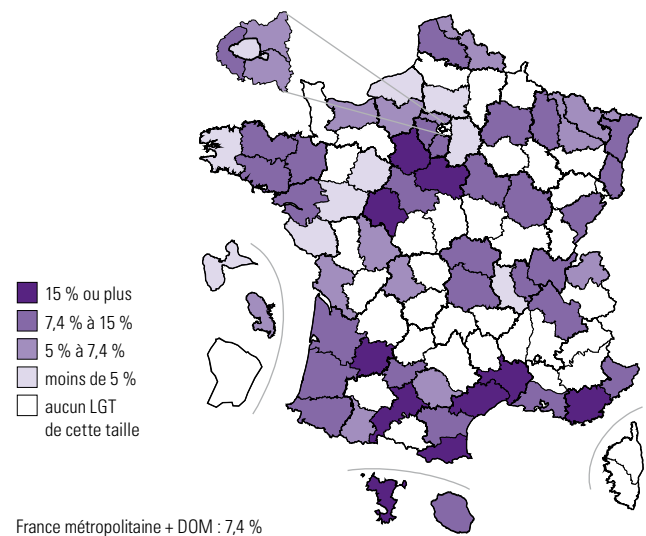 15 % ou plus
7,4 % à 15 %
5 % à 7,4 %
moins de 5 %
aucun LGT
de cette taille
France métropolitaine + DOM : 7,4 %